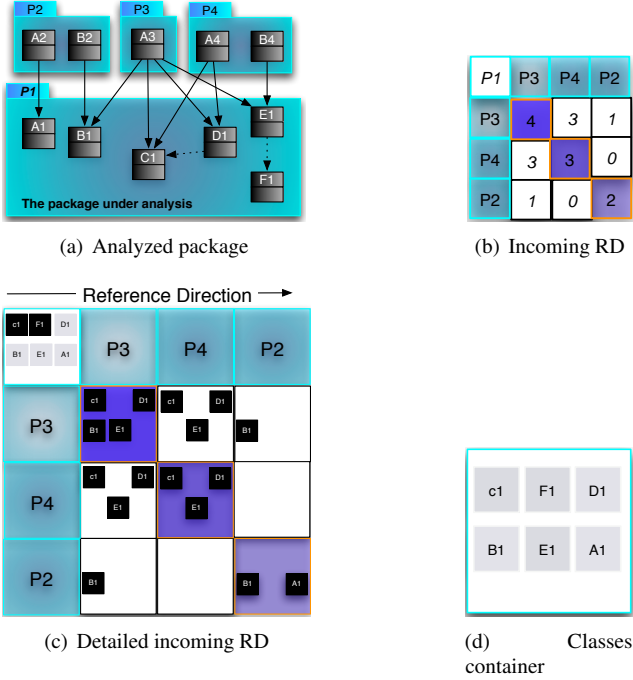 P2 P3 P4
A2 B2 A3 A4 B4
P1
A1 B1 C1 D1 E1
F1
The package under analysis
(a) Analyzed package
P1 P3 P4 P2
P3 4 3 1
P4 3 3 0
P2 1 0 2
(b) Incoming RD
Reference Direction
c1 F1 D1
B1 E1 A1
P3 P4 P2
P3
c1 D1 B1 E1
c1 D1 E1
B1
P4
c1 D1 E1
c1 D1 E1
P2
B1
B1 A1
(c) Detailed incoming RD
c1 F1 D1
B1 E1 A1
(d) Classes
container